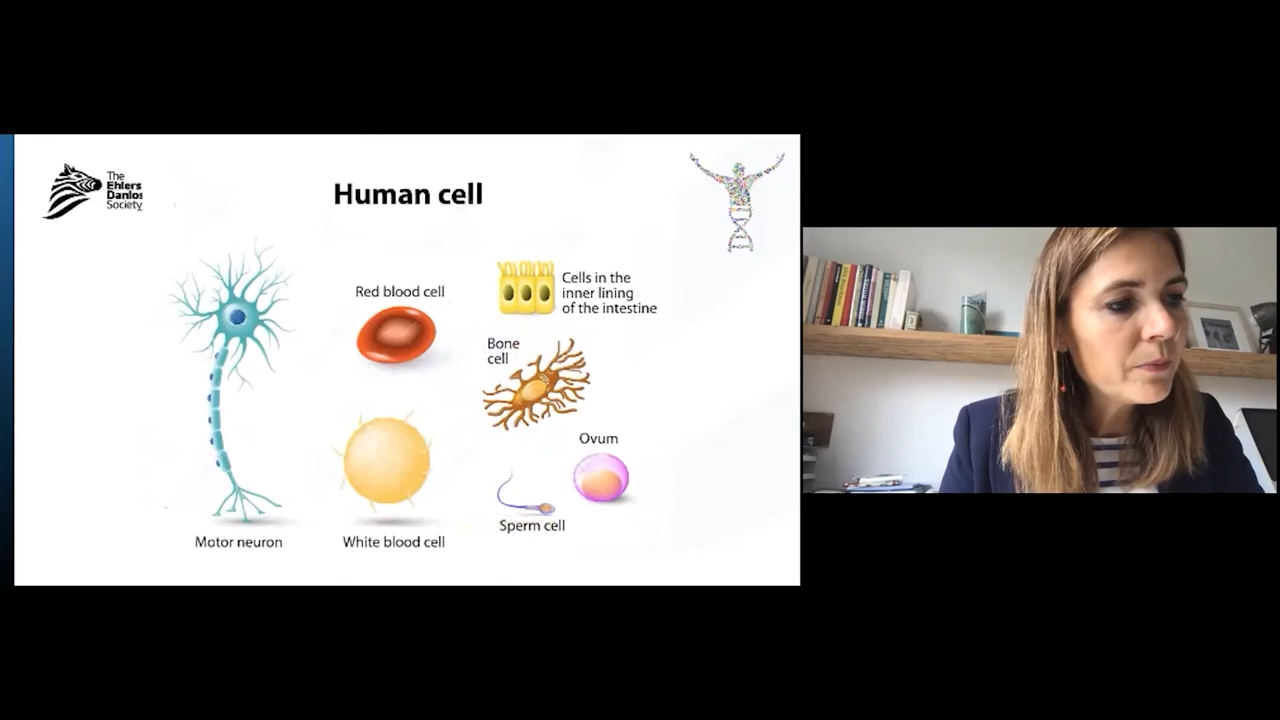 The
Ehlers
Danlos
Society
Human cell
Red blood cell
Cells in the
inner lining
of the intestine
Bone
cell
Ovum
Sperm cell
Motor neuron
White blood cell